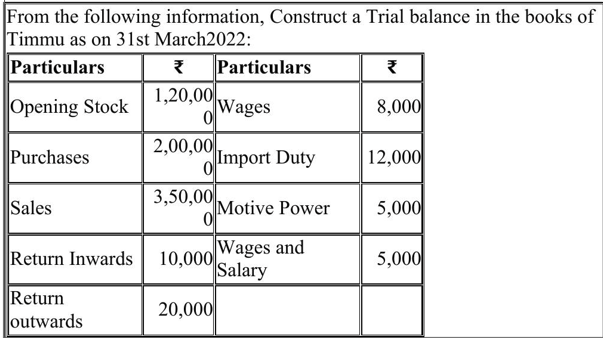 From the following information, Construct a Trial balance in the books of
Timmu as on 31st March2022:
Particulars ₹ Particulars ₹
Opening Stock 1,20,00
0 Wages 8,000
Purchases 2,00,00
0 Import Duty 12,000
Sales 3,50,00
0 Motive Power 5,000
Return Inwards 10,000 Wages and
Salary 5,000
Return
outwards 20,000